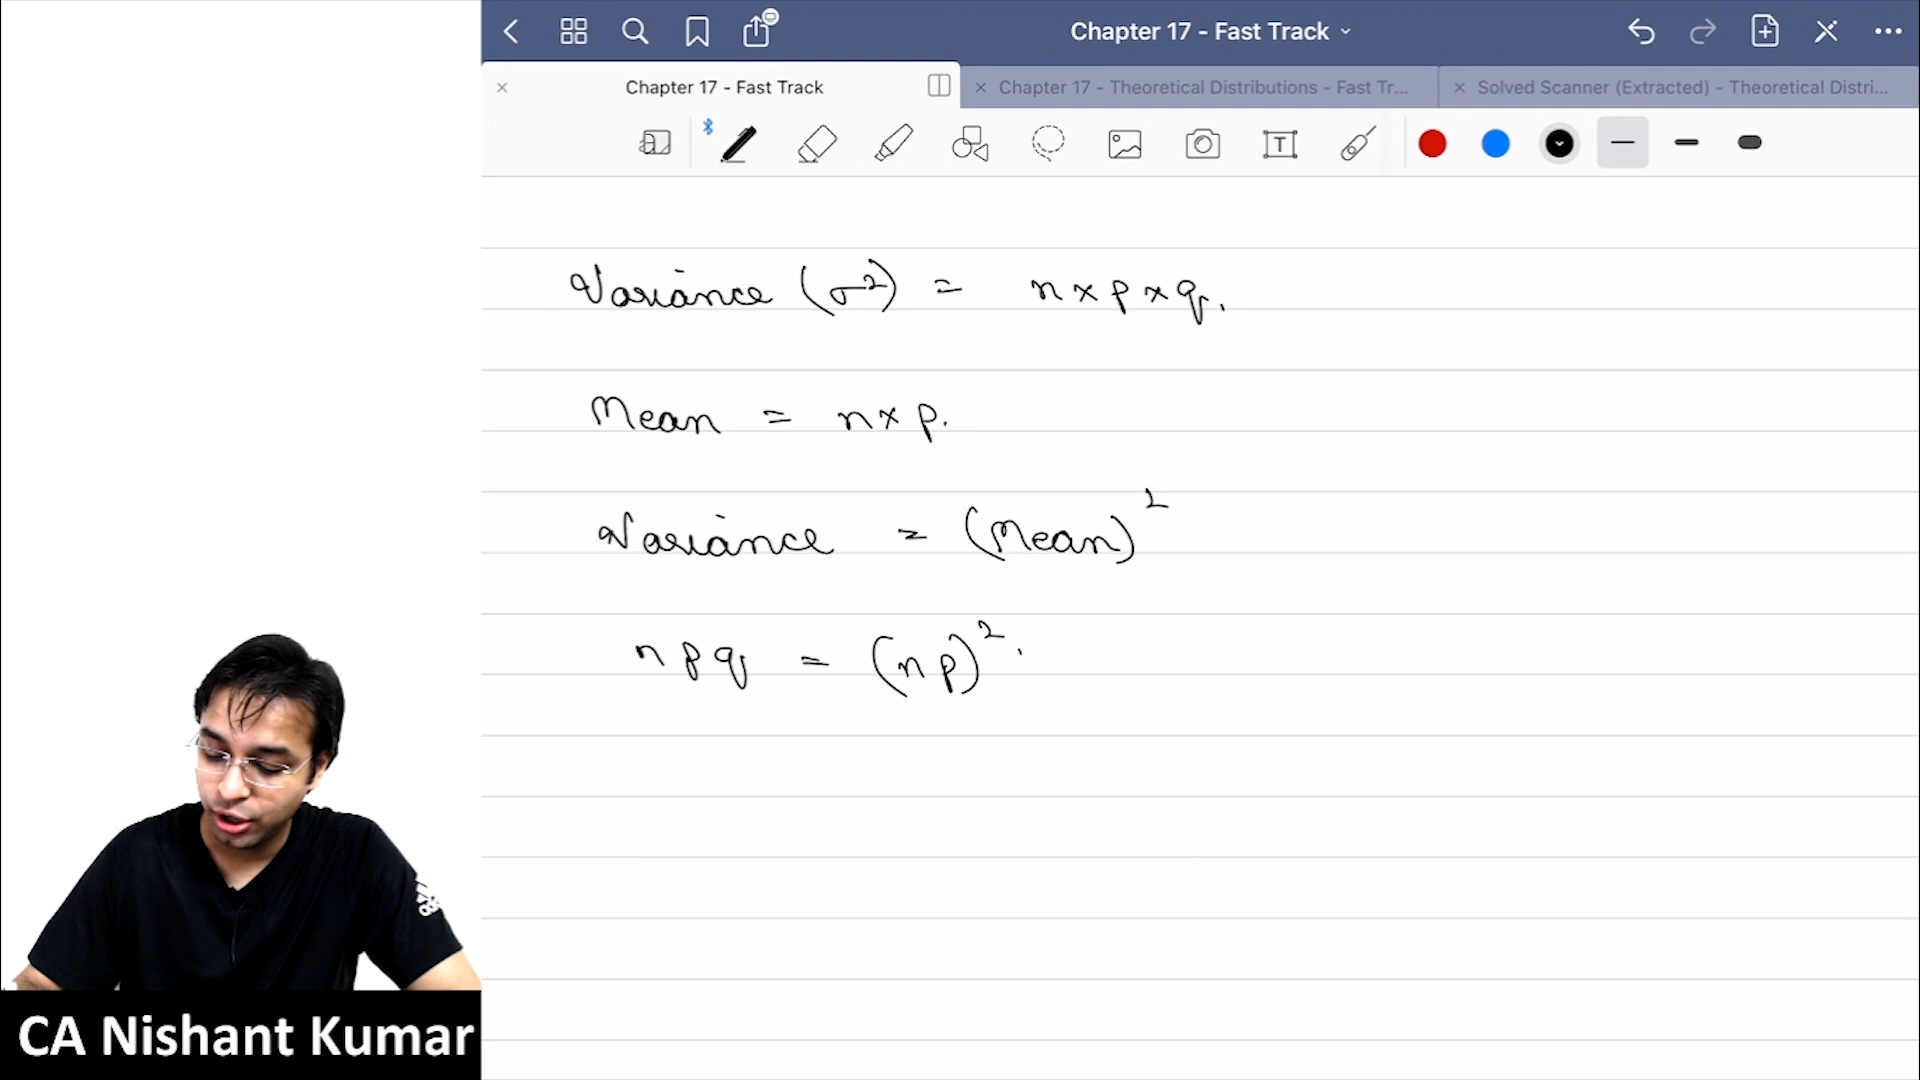 Chapter 17 - Fast Track
Chapter 17 - Fast Track
Chapter 17 - Theoretical Distributions - Fast Tr...
Solved Scanner (Extracted) - Theoretical Distri...
Variance (σ²) = n × p × q.
Mean = n × p.
Variance = (Mean)²
npq = (np)².
CA Nishant Kumar